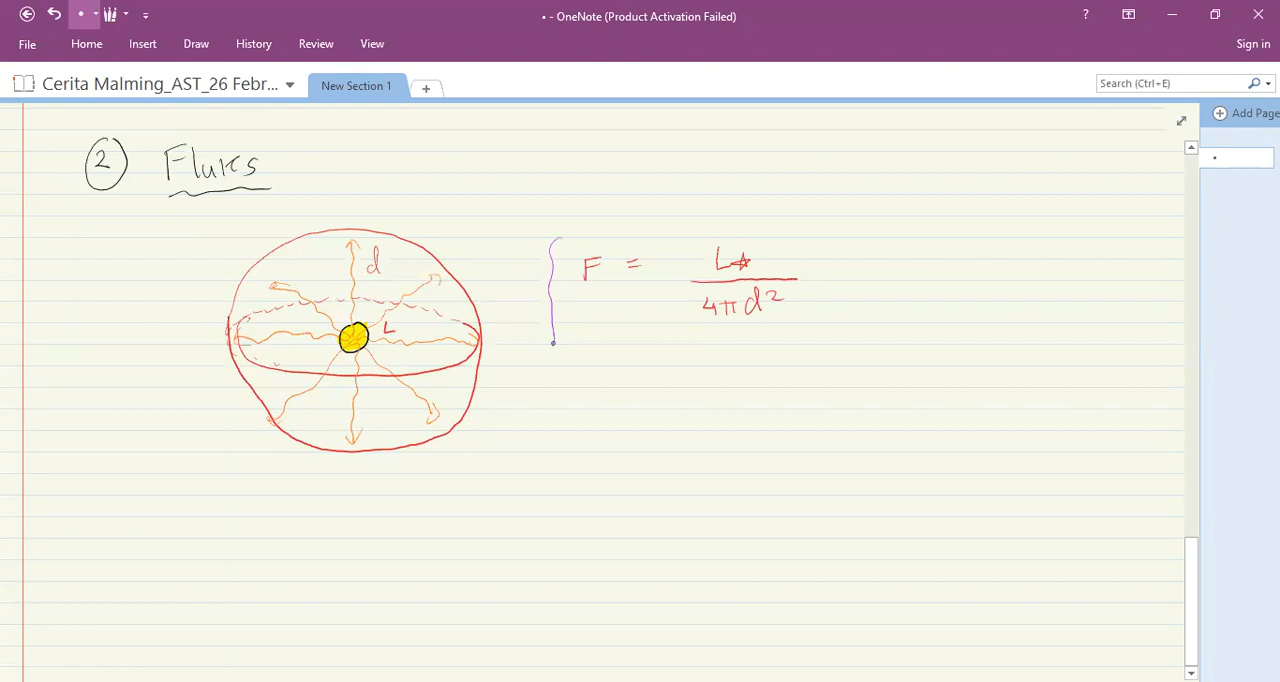 • - OneNote (Product Activation Failed)
?
File Home Insert Draw History Review View Sign in
Cerita Malming_AST_26 Febr... New Section 1 + Search (Ctrl+E)
Add Page
•
2 Fluks
d
L
F = L★ / 4πd²